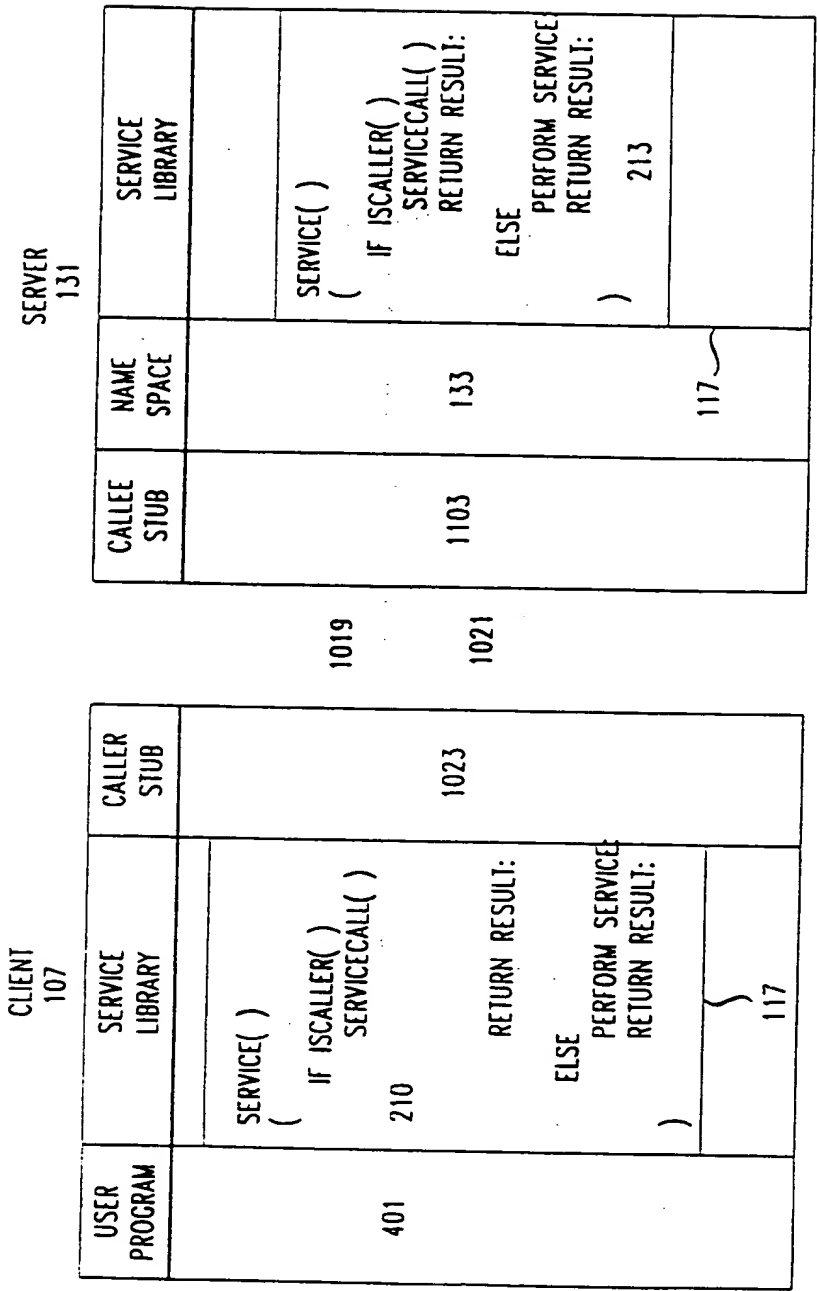 CLIENT
107
USER
PROGRAM
SERVICE
LIBRARY
CALLER
STUB
401
SERVICE( )
(
IF ISCALLER( )
SERVICECALL( )
210
RETURN RESULT:
ELSE
PERFORM SERVICE:
RETURN RESULT:
)
117
1023
1019
1021
SERVER
131
CALLEE
STUB
NAME
SPACE
SERVICE
LIBRARY
1103
133
117
SERVICE( )
(
IF ISCALLER( )
SERVICECALL( )
RETURN RESULT:
ELSE
PERFORM SERVICE:
RETURN RESULT:
)
213